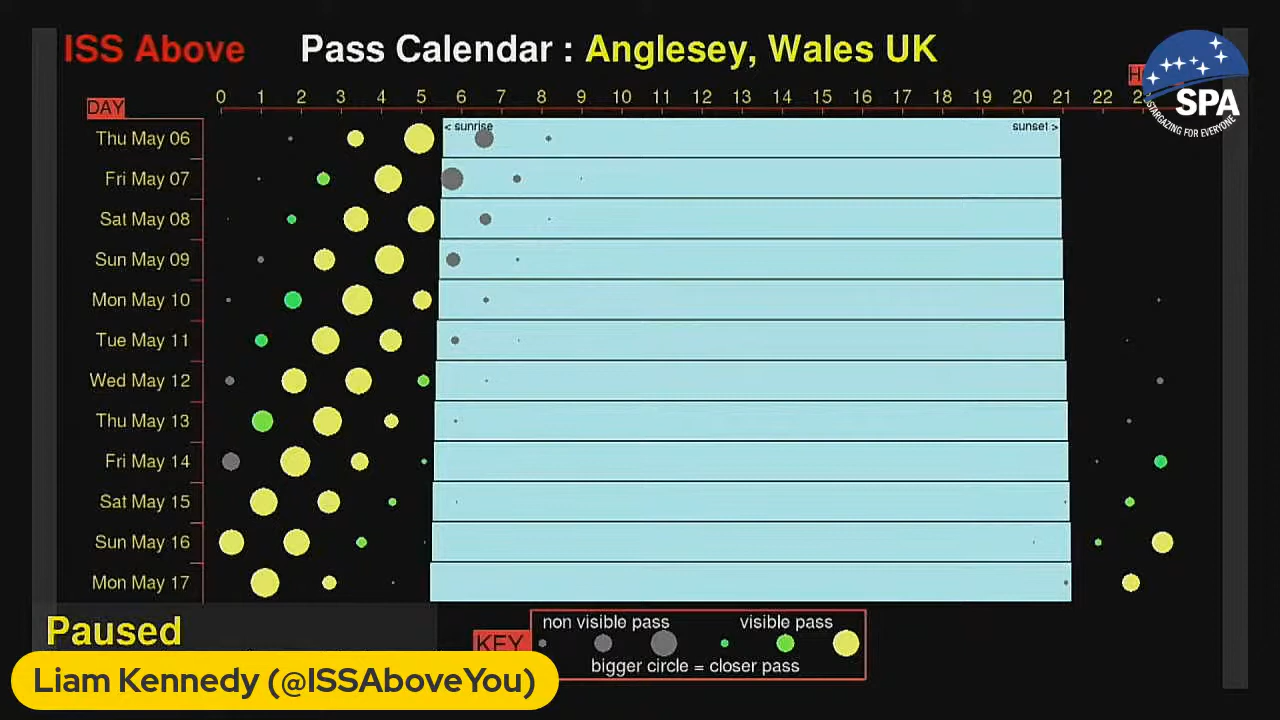 ISS Above Pass Calendar : Anglesey, Wales UK
DAY 0 1 2 3 4 5 6 7 8 9 10 11 12 13 14 15 16 17 18 19 20 21 22
SPA
STARGAZING FOR EVERYONE
< sunrise sunset >
Thu May 06
Fri May 07
Sat May 08
Sun May 09
Mon May 10
Tue May 11
Wed May 12
Thu May 13
Fri May 14
Sat May 15
Sun May 16
Mon May 17
Paused
KEY
non visible pass visible pass
bigger circle = closer pass
Liam Kennedy (@ISSAboveYou)